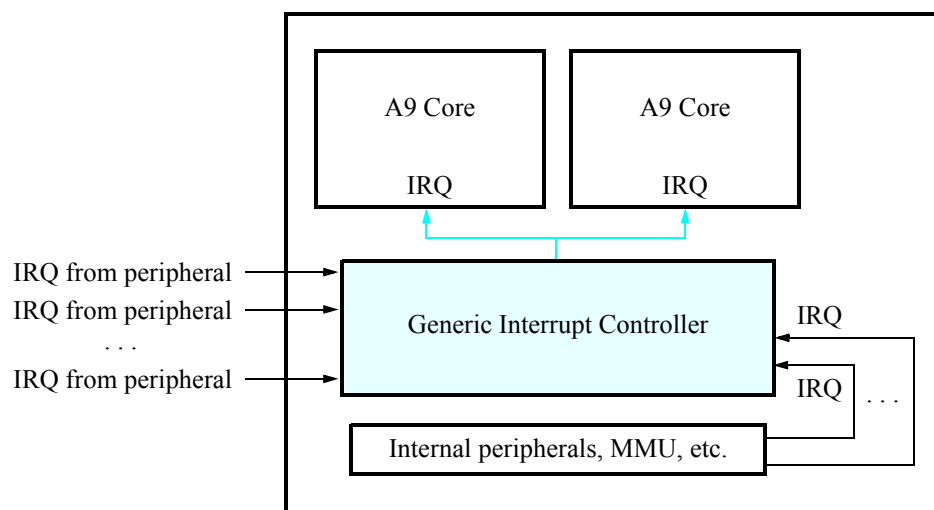 A9 Core
A9 Core
IRQ
IRQ
IRQ from peripheral
IRQ from peripheral
. . .
IRQ from peripheral
Generic Interrupt Controller
IRQ
IRQ
. . .
Internal peripherals, MMU, etc.